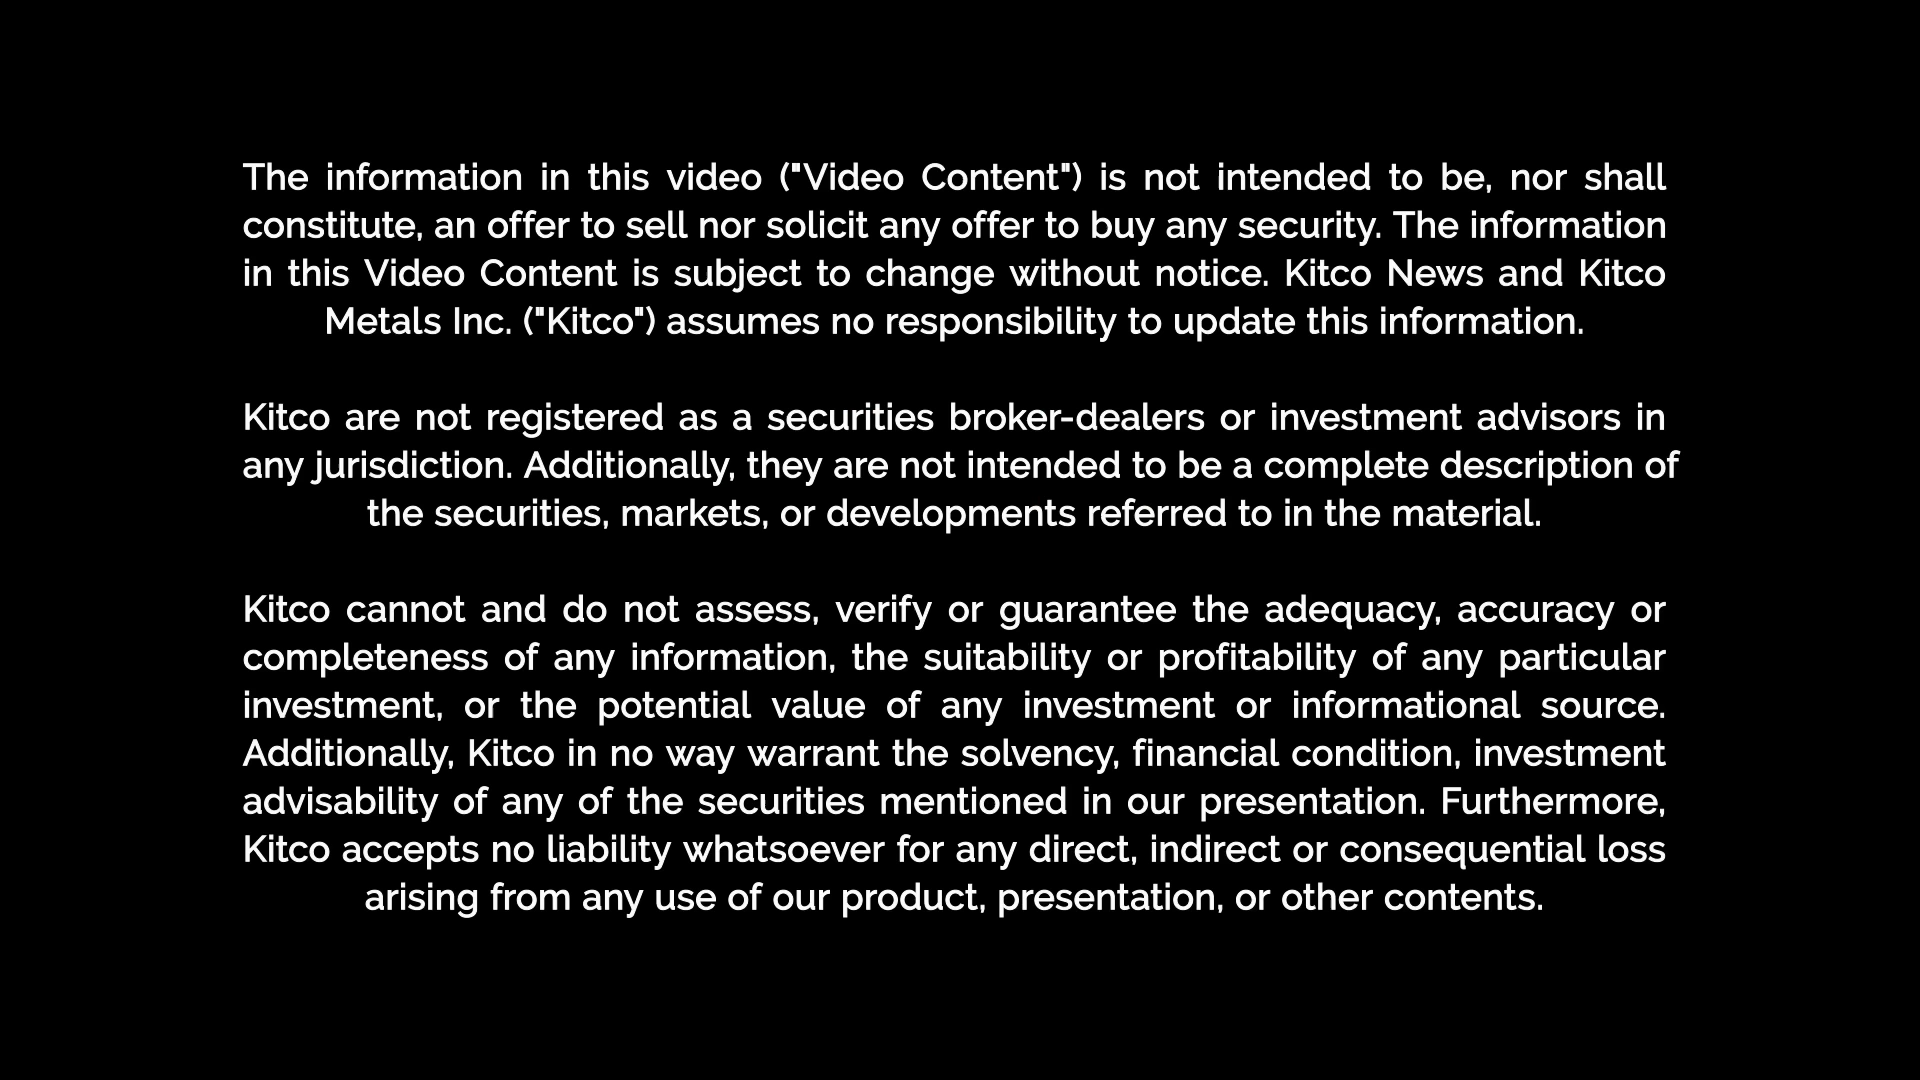 The information in this video ("Video Content") is not intended to be, nor shall
constitute, an offer to sell nor solicit any offer to buy any security. The information
in this Video Content is subject to change without notice. Kitco News and Kitco
Metals Inc. ("Kitco") assumes no responsibility to update this information.
Kitco are not registered as a securities broker-dealers or investment advisors in
any jurisdiction. Additionally, they are not intended to be a complete description of
the securities, markets, or developments referred to in the material.
Kitco cannot and do not assess, verify or guarantee the adequacy, accuracy or
completeness of any information, the suitability or profitability of any particular
investment, or the potential value of any investment or informational source.
Additionally, Kitco in no way warrant the solvency, financial condition, investment
advisability of any of the securities mentioned in our presentation. Furthermore,
Kitco accepts no liability whatsoever for any direct, indirect or consequential loss
arising from any use of our product, presentation, or other contents.